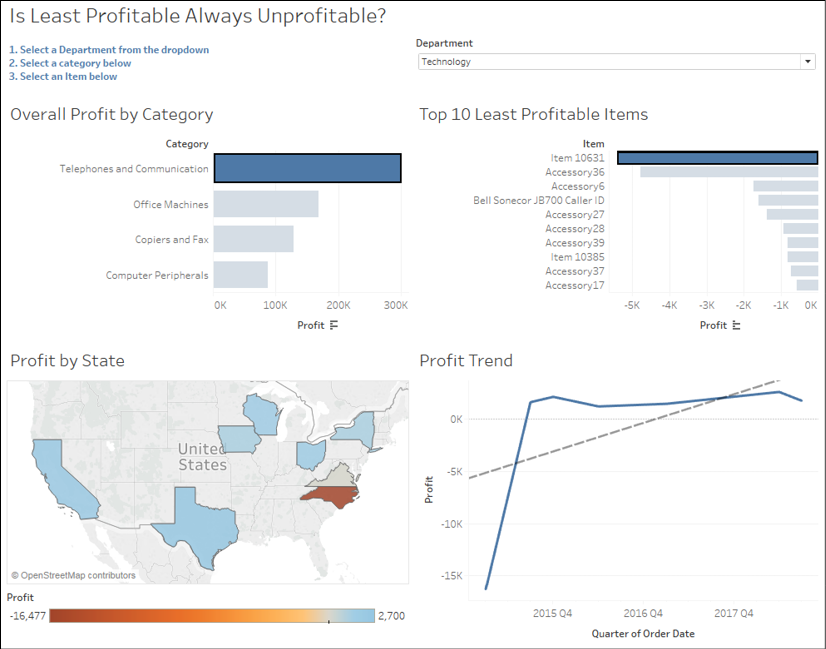 Is Least Profitable Always Unprofitable?
1. Select a Department from the dropdown
2. Select a category below
3. Select an Item below
Department
Technology
Overall Profit by Category
Category
Telephones and Communication
Office Machines
Copiers and Fax
Computer Peripherals
0K 100K 200K 300K
Profit
Top 10 Least Profitable Items
Item
Item 10631
Accessory36
Accessory6
Bell Sonecor JB700 Caller ID
Accessory27
Accessory28
Accessory39
Item 10385
Accessory37
Accessory17
-5K -4K -3K -2K -1K 0K
Profit
Profit by State
United
States
© OpenStreetMap contributors
Profit
-16,477 2,700
Profit Trend
Profit
0K
-5K
-10K
-15K
2015 Q4 2016 Q4 2017 Q4
Quarter of Order Date